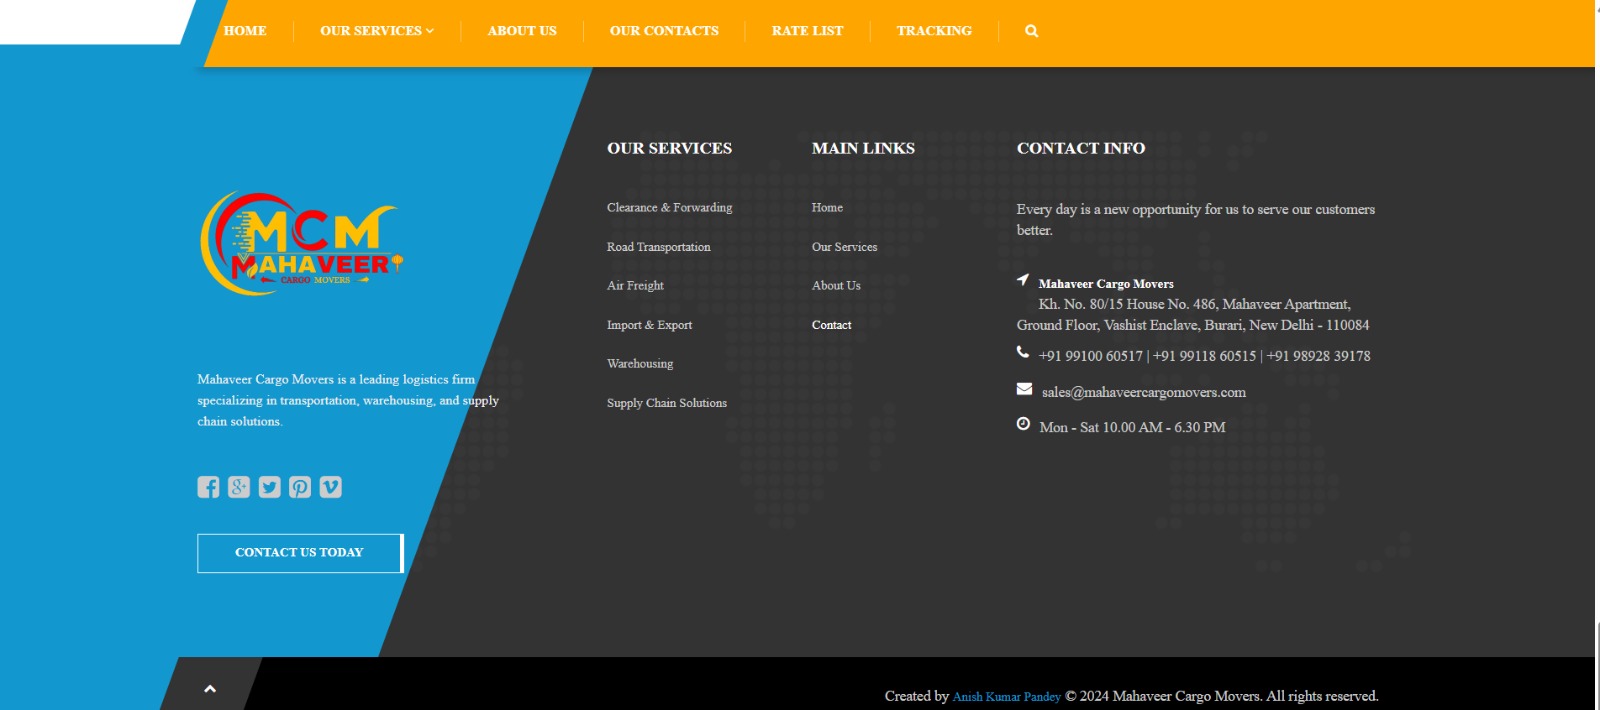 HOME
OUR SERVICES
ABOUT US
OUR CONTACTS
RATE LIST
TRACKING
MCM
MAHAVEER
CARGO MOVERS
Mahaveer Cargo Movers is a leading logistics firm
specializing in transportation, warehousing, and supply
chain solutions.
CONTACT US TODAY
OUR SERVICES
Clearance & Forwarding
Road Transportation
Air Freight
Import & Export
Warehousing
Supply Chain Solutions
MAIN LINKS
Home
Our Services
About Us
Contact
CONTACT INFO
Every day is a new opportunity for us to serve our customers
better.
Mahaveer Cargo Movers
Kh. No. 80/15 House No. 486, Mahaveer Apartment,
Ground Floor, Vashist Enclave, Burari, New Delhi - 110084
+91 99100 60517 | +91 99118 60515 | +91 98928 39178
sales@mahaveercargomovers.com
Mon - Sat 10.00 AM - 6.30 PM
Created by Anish Kumar Pandey © 2024 Mahaveer Cargo Movers. All rights reserved.